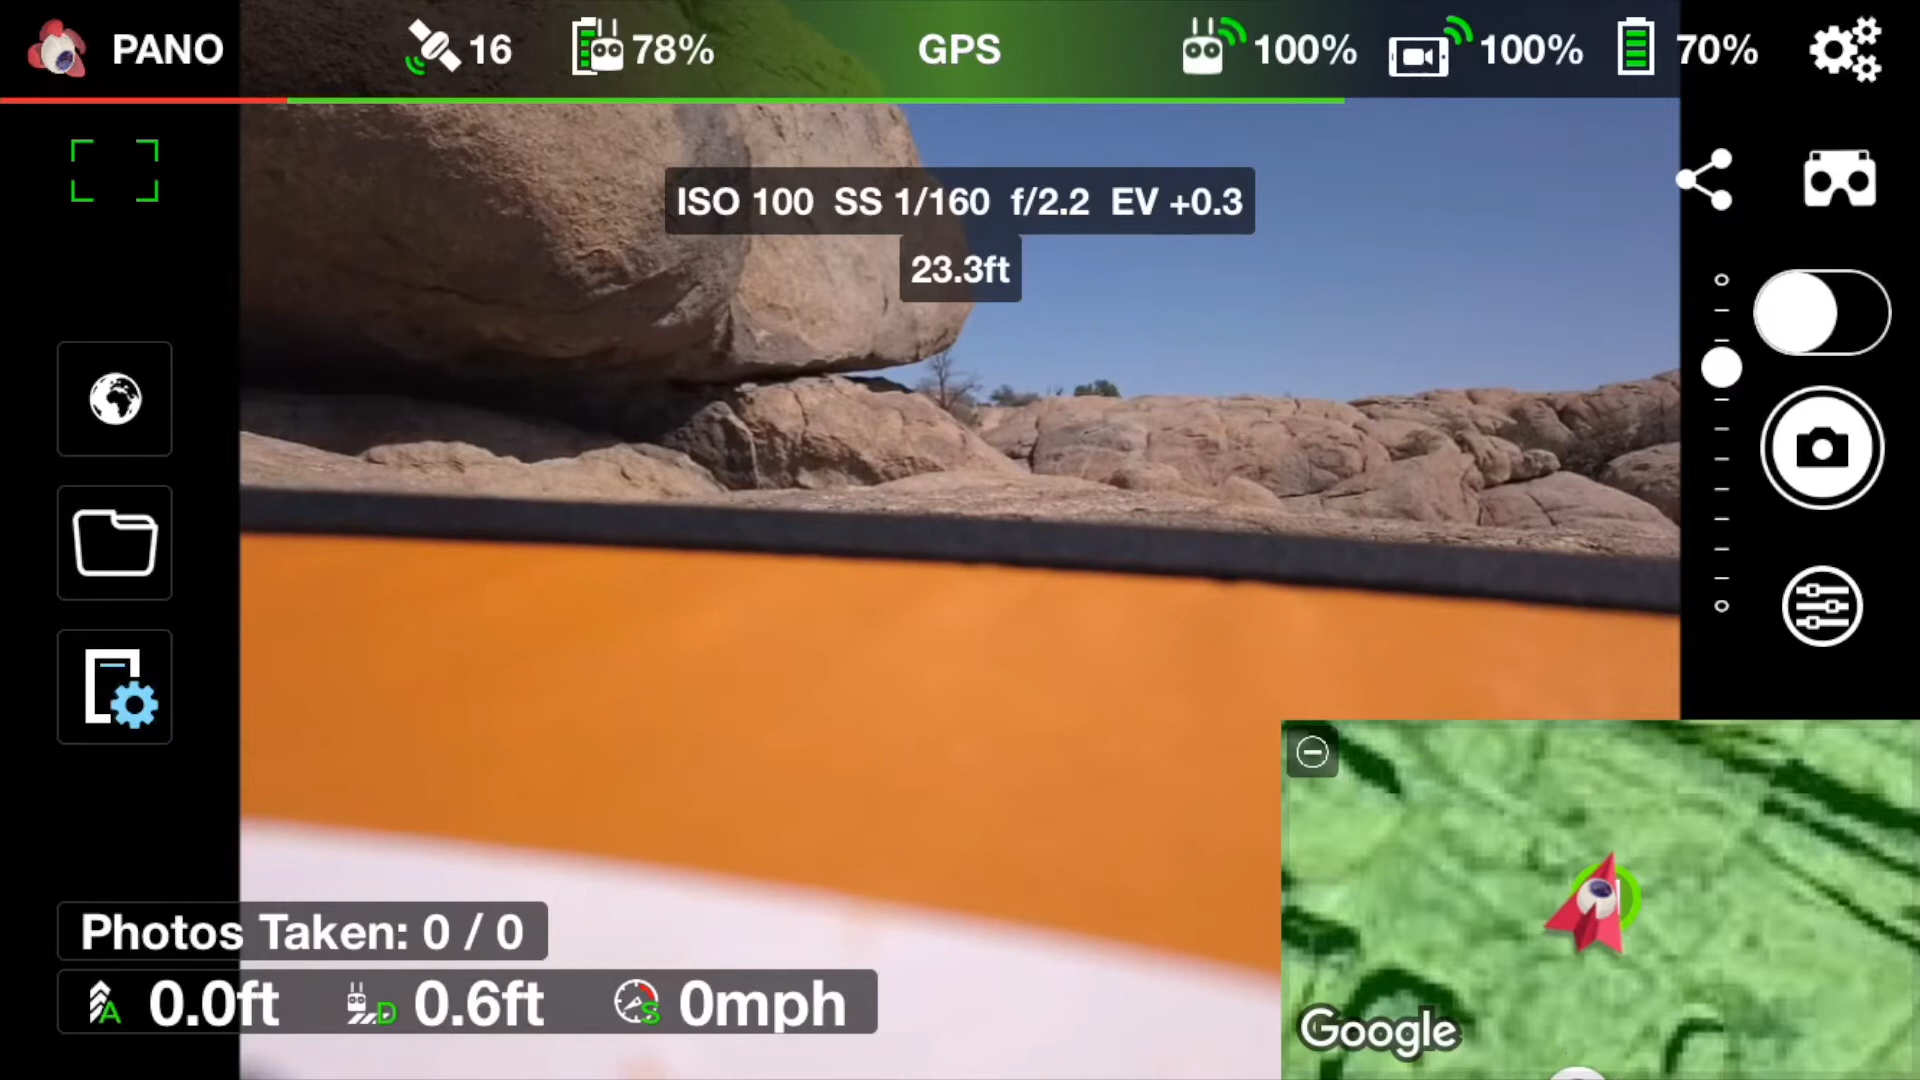 PANO 16 78% GPS 100% 100% 70%
ISO 100 SS 1/160 f/2.2 EV +0.3
23.3ft
Photos Taken: 0 / 0
A 0.0ft D 0.6ft S 0mph
Google